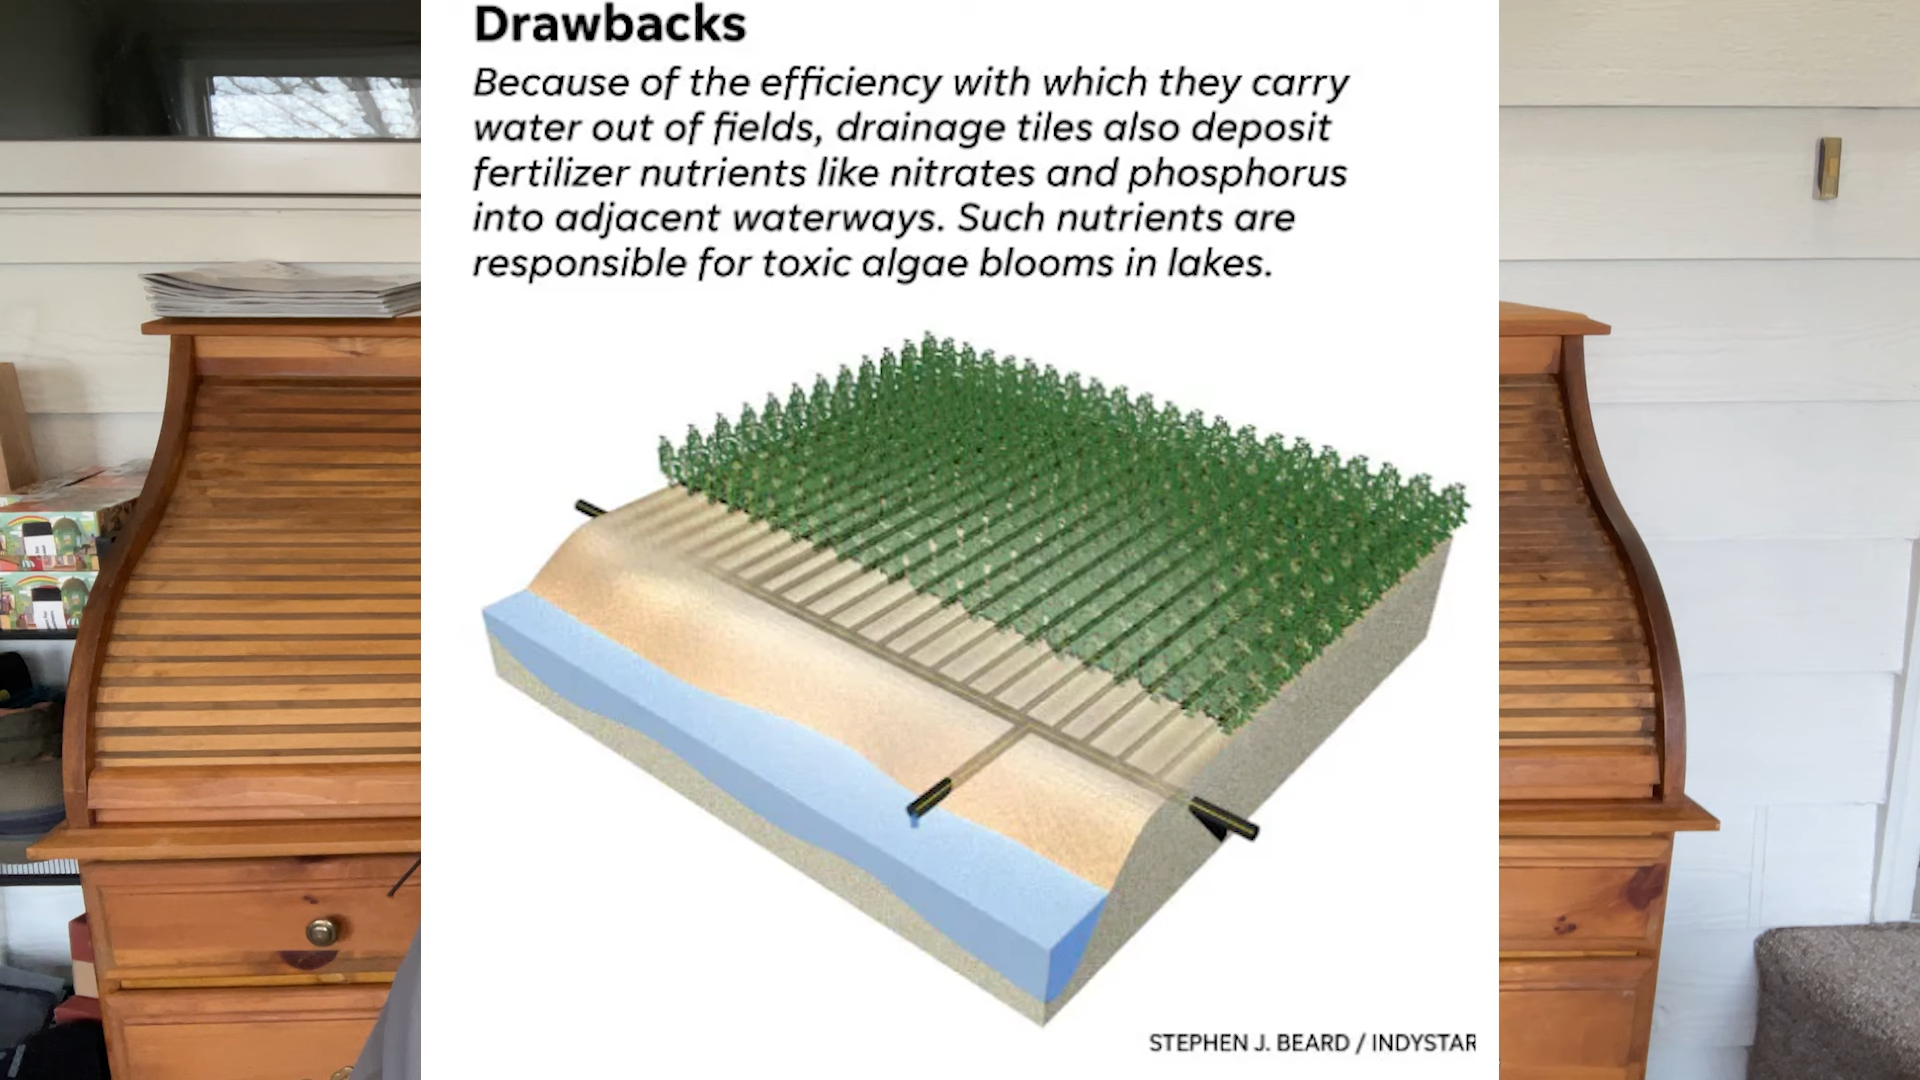 Drawbacks
Because of the efficiency with which they carry
water out of fields, drainage tiles also deposit
fertilizer nutrients like nitrates and phosphorus
into adjacent waterways. Such nutrients are
responsible for toxic algae blooms in lakes.
STEPHEN J. BEARD / INDYSTAR